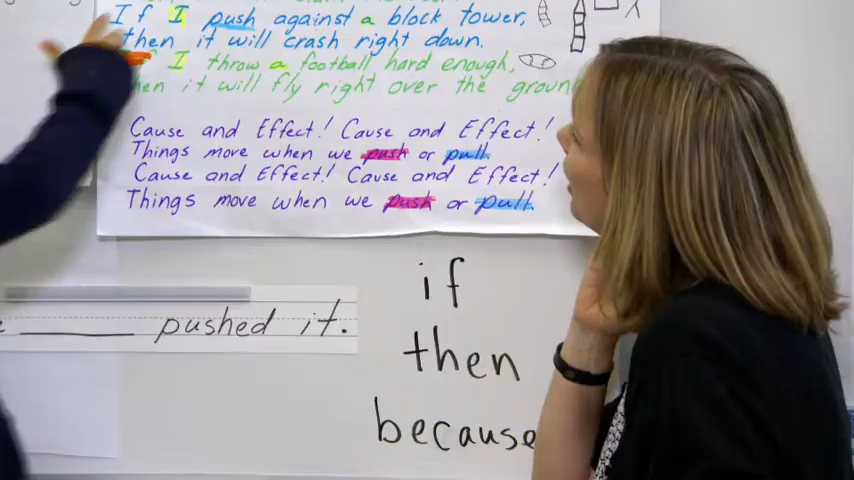 If I push against a block tower,
then it will crash right down.
I throw a football hard enough,
then it will fly right over the
Cause and Effect! Cause and Effect!
Things move when we push or pull.
Cause and Effect! Cause and Effect!
Things move when we push or pull.
pushed it.
if
then
because